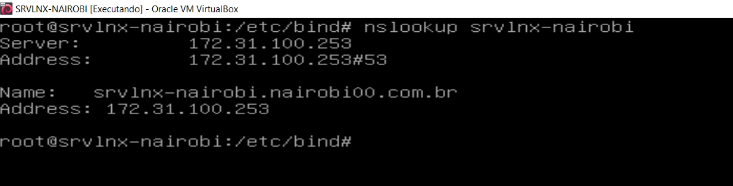 SRVLNX-NAIROBI [Executando] - Oracle VM VirtualBox
root@srvlnx-nairobi:/etc/bind# nslookup srvlnx-nairobi
Server:         172.31.100.253
Address:        172.31.100.253#53
Name:   srvlnx-nairobi.nairobi00.com.br
Address: 172.31.100.253
root@srvlnx-nairobi:/etc/bind#